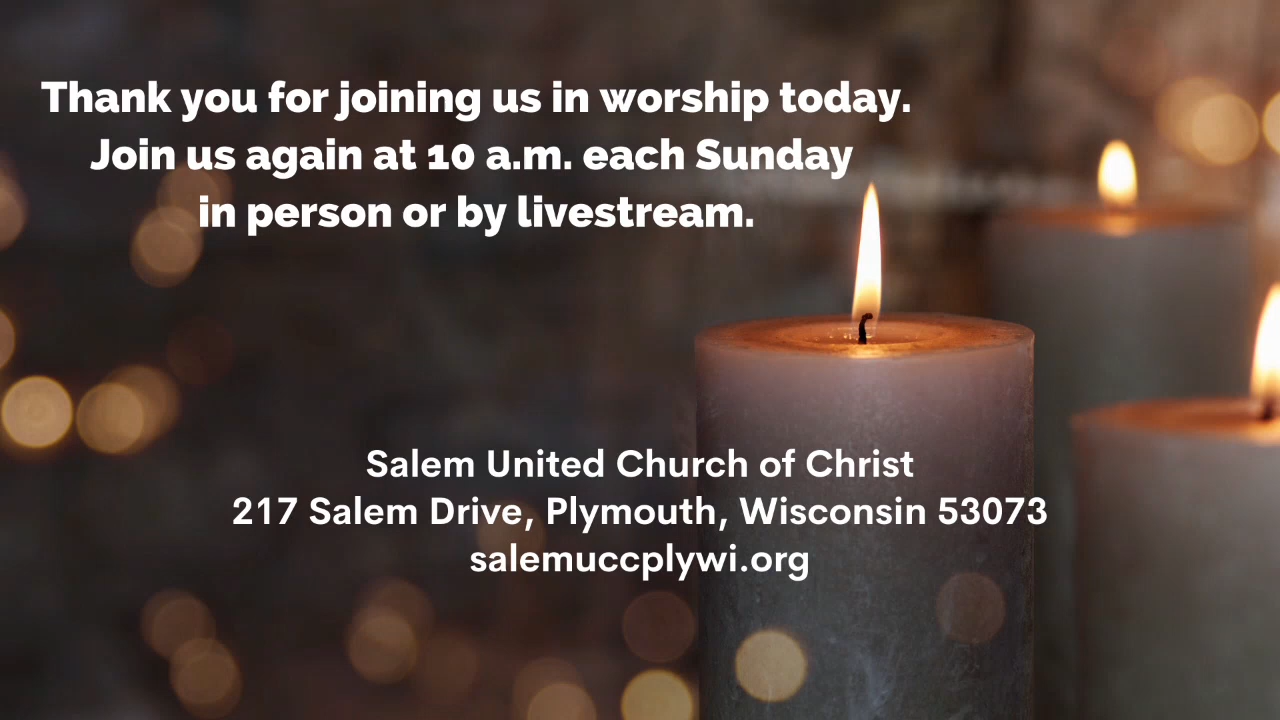 Thank you for joining us in worship today.
Join us again at 10 a.m. each Sunday
in person or by livestream.
Salem United Church of Christ
217 Salem Drive, Plymouth, Wisconsin 53073
salemuccplywi.org